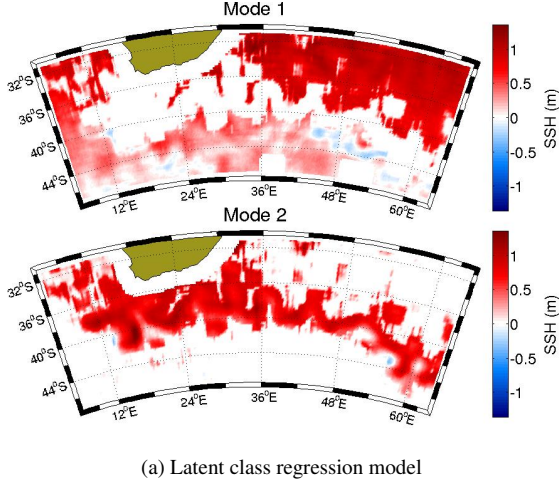 Mode 1
32°S
36°S
40°S
44°S
12°E
24°E
36°E
48°E
60°E
1
0.5
0
-0.5
-1
SSH (m)
Mode 2
32°S
36°S
40°S
44°S
12°E
24°E
36°E
48°E
60°E
1
0.5
0
-0.5
-1
SSH (m)
(a) Latent class regression model